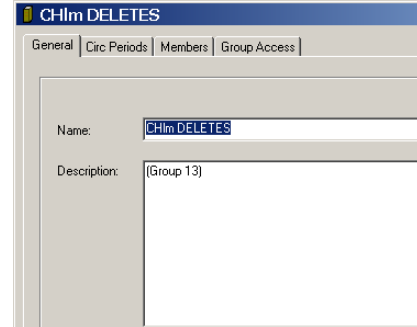 CHIm DELETES
General Circ Periods Members Group Access
Name: CHIm DELETES
Description: (Group 13)